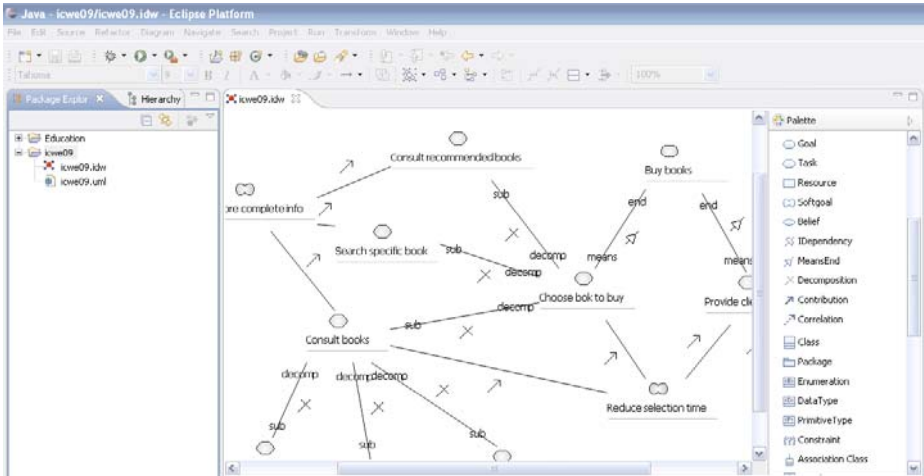 Java - icwe09/icwe09.idw - Eclipse Platform
File Edit Source Refactor Diagram Navigate Search Project Run Transform Window Help
Tahoma 9 B I A 100%
Package Explor Hierarchy icwe09.idw
Education
icwe09
icwe09.idw
icwe09.uml
Consult recommended books
Buy books
sub
end
end
ore complete info
Search specific book
sub
decomp
means
means
decomp
Choose bok to buy
Provide clie
decomp
sub
Consult books
decomp
decomp
decomp
Reduce selection time
sub
sub
sub
Palette
Goal
Task
Resource
Softgoal
Belief
IDependency
MeansEnd
Decomposition
Contribution
Correlation
Class
Package
Enumeration
DataType
PrimitiveType
Constraint
Association Class